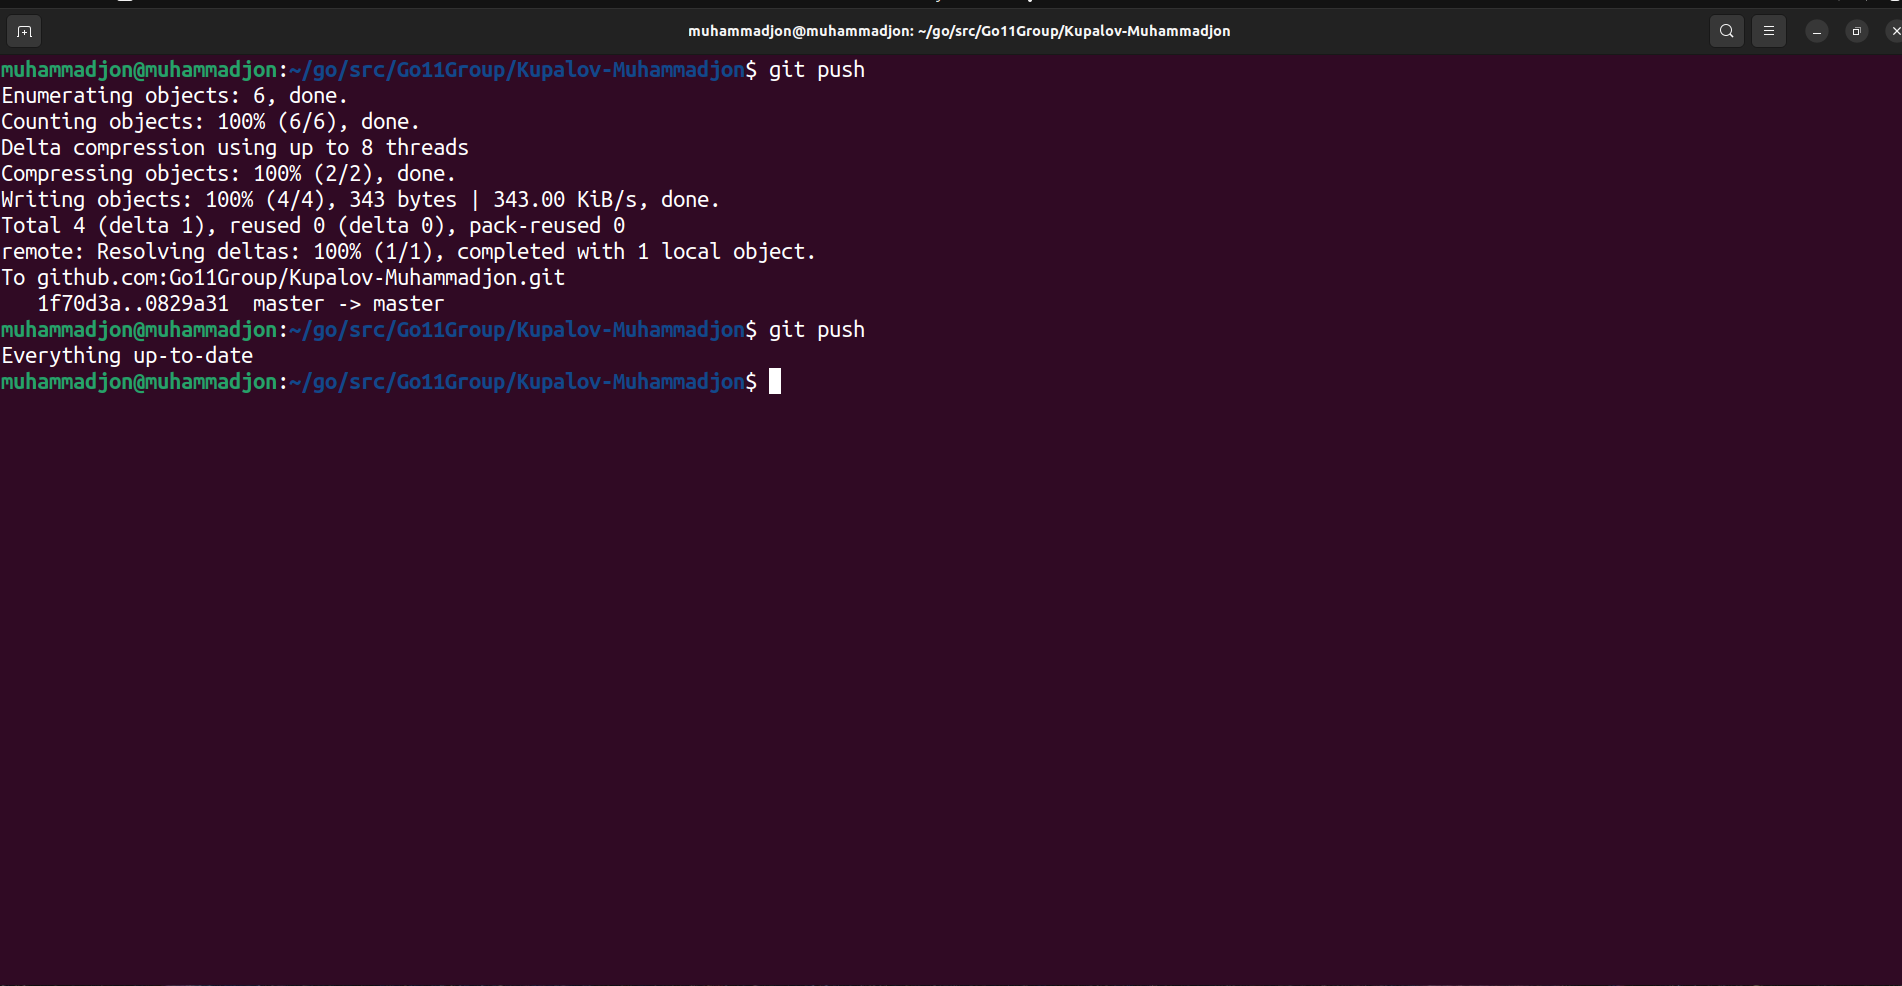 muhammadjon@muhammadjon: ~/go/src/Go11Group/Kupalov-Muhammadjon
muhammadjon@muhammadjon:~/go/src/Go11Group/Kupalov-Muhammadjon$ git push
Enumerating objects: 6, done.
Counting objects: 100% (6/6), done.
Delta compression using up to 8 threads
Compressing objects: 100% (2/2), done.
Writing objects: 100% (4/4), 343 bytes | 343.00 KiB/s, done.
Total 4 (delta 1), reused 0 (delta 0), pack-reused 0
remote: Resolving deltas: 100% (1/1), completed with 1 local object.
To github.com:Go11Group/Kupalov-Muhammadjon.git
   1f70d3a..0829a31  master -> master
muhammadjon@muhammadjon:~/go/src/Go11Group/Kupalov-Muhammadjon$ git push
Everything up-to-date
muhammadjon@muhammadjon:~/go/src/Go11Group/Kupalov-Muhammadjon$